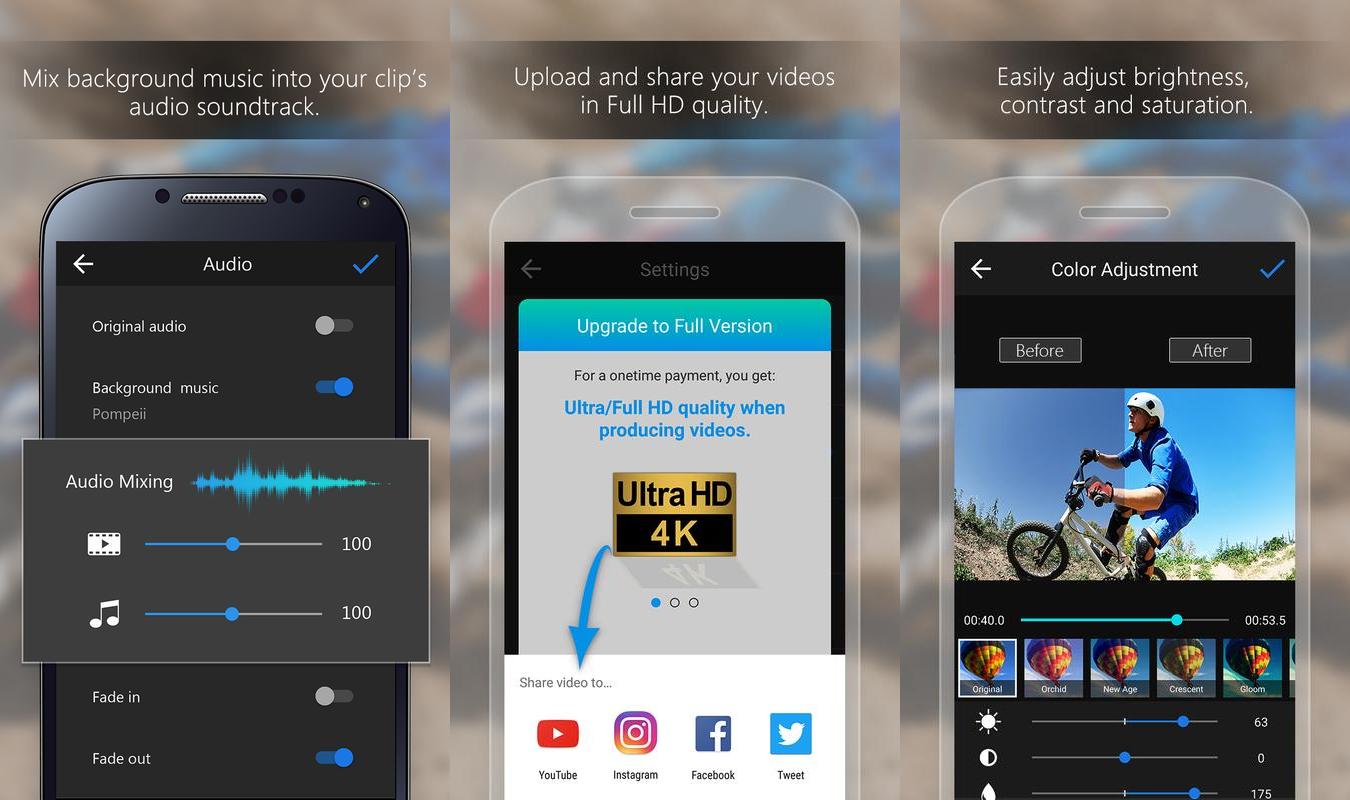 Mix background music into your clip's
audio soundtrack.
Audio
Original audio
Background music
Pompeii
Audio Mixing
100
100
Fade in
Fade out
Upload and share your videos
in Full HD quality.
Settings
Upgrade to Full Version
For a onetime payment, you get:
Ultra/Full HD quality when
producing videos.
Ultra HD
4K
4K
Share video to...
YouTube
Instagram
Facebook
Tweet
Easily adjust brightness,
contrast and saturation.
Color Adjustment
Before
After
00:40.0
00:53.5
Original
Orchid
New Age
Crescent
Gloom
63
0
175